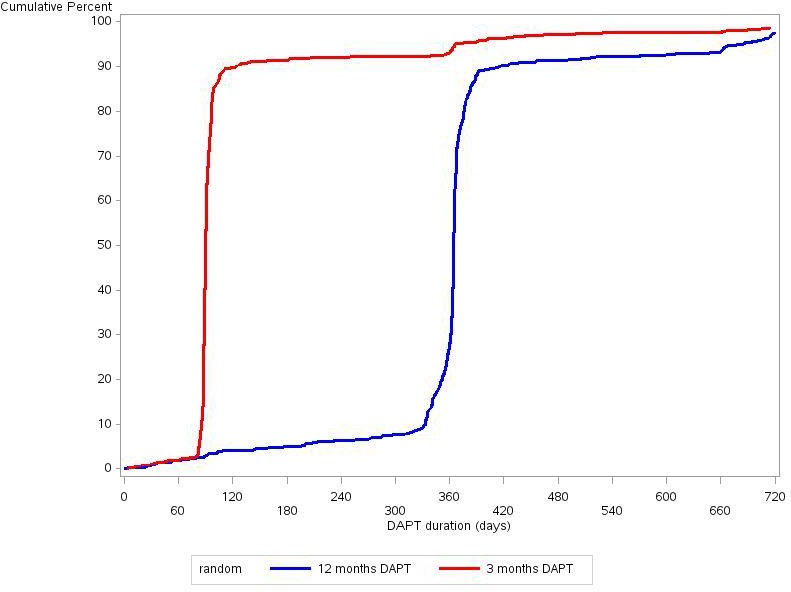 Cumulative Percent
100
90
80
70
60
50
40
30
20
10
0
0 120 240 360 480 600 720
60 180 300 420 540 660
DAPT duration (days)
random 12 months DAPT 3 months DAPT